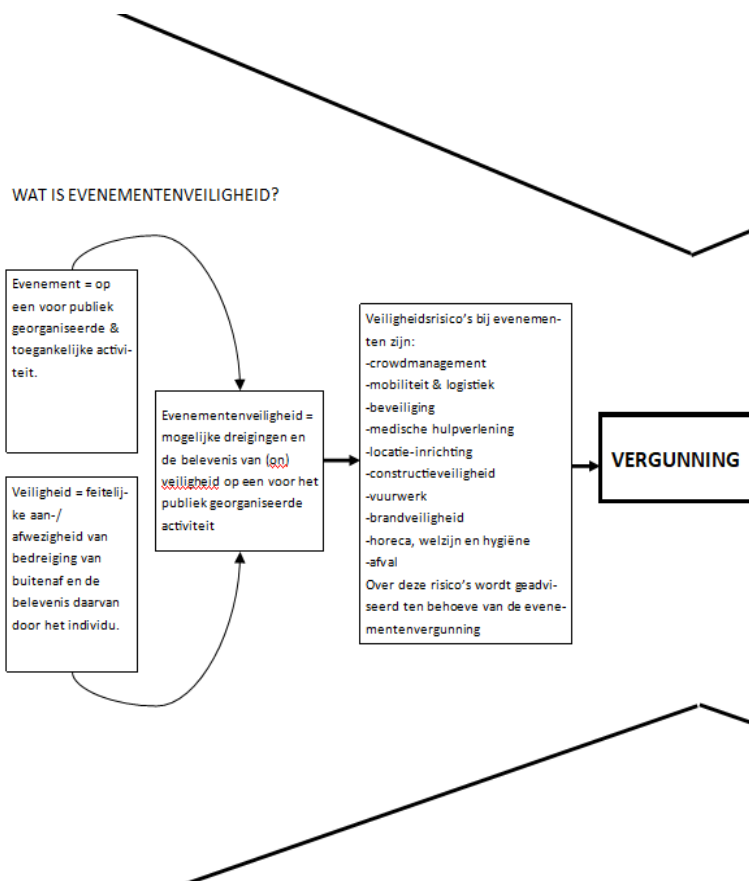 WAT IS EVENEMENTENVEILIGHEID?
Evenement = op
een voor publiek
georganiseerde &
toegankelijke activi-
teit.
Veiligheid = feitelij-
ke aan-/
afwezigheid van
bedreiging van
buitenaf en de
belevenis daarvan
door het individu.
Evenementenveiligheid =
mogelijke dreigingen en
de belevenis van (on)
veiligheid op een voor het
publiek georganiseerde
activiteit
Veiligheidsrisico's bij evenemen-
ten zijn:
-crowdmanagement
-mobiliteit & logistiek
-beveiliging
-medische hulpverlening
-locatie-inrichting
-constructieveiligheid
-vuurwerk
-brandveiligheid
-horeca, welzijn en hygiëne
-afval
Over deze risico's wordt geadvi-
seerd ten behoeve van de evene-
mentenvergunning
VERGUNNING